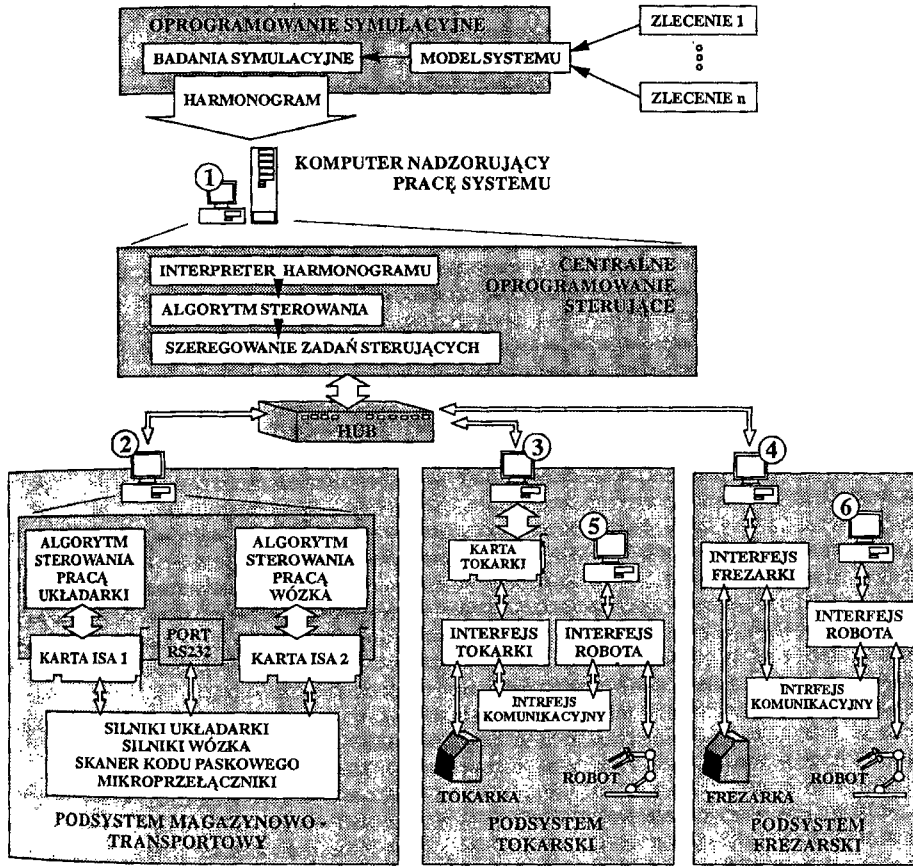 OPROGRAMOWANIE SYMULACYJNE
BADANIA SYMULACYJNE
MODEL SYSTEMU
ZLECENIE 1
ZLECENIE n
HARMONOGRAM
1
KOMPUTER NADZORUJĄCY
PRACĘ SYSTEMU
INTERPRETER HARMONOGRAMU
ALGORYTM STEROWANIA
SZEREGOWANIE ZADAŃ STERUJĄCYCH
CENTRALNE
OPROGRAMOWANIE
STERUJĄCE
HUB
2
ALGORYTM
STEROWANIA
PRACĄ
UKŁADARKI
ALGORYTM
STEROWANIA
PRACĄ
WÓZKA
KARTA ISA 1
PORT
RS232
KARTA ISA 2
SILNIKI UKŁADARKI
SILNIKI WÓZKA
SKANER KODU PASKOWEGO
MIKROPRZEŁĄCZNIKI
PODSYSTEM MAGAZYNOWO -
TRANSPORTOWY
3
KARTA
TOKARKI
5
INTERFEJS
TOKARKI
INTERFEJS
ROBOTA
INTRFEJS
KOMUNIKACYJNY
TOKARKA
ROBOT
PODSYSTEM
TOKARSKI
4
INTERFEJS
FREZARKI
6
INTERFEJS
ROBOTA
INTRFEJS
KOMUNIKACYJNY
FREZARKA
ROBOT
PODSYSTEM
FREZARSKI